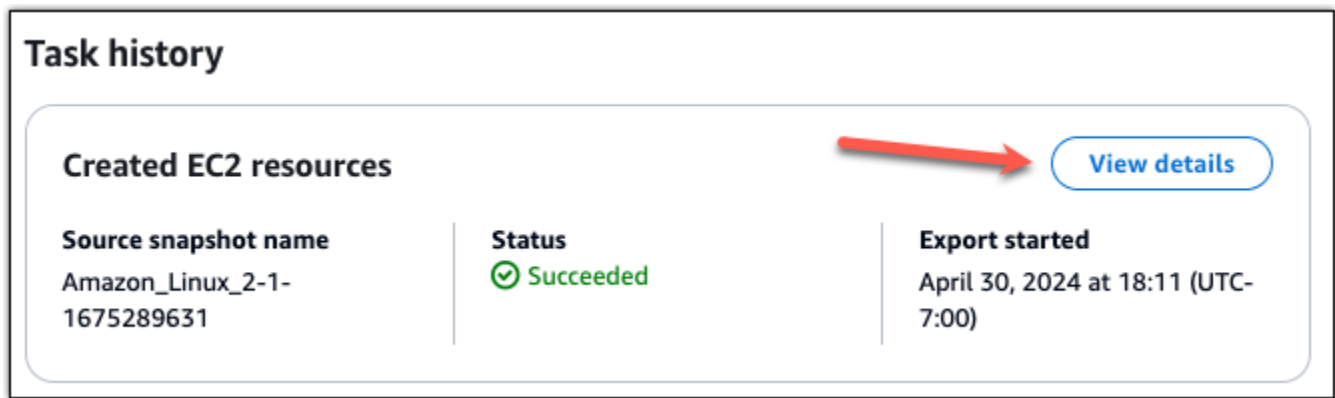 Task history
Created EC2 resources
View details
Source snapshot name
Amazon_Linux_2-1-
1675289631
Status
Succeeded
Export started
April 30, 2024 at 18:11 (UTC-
7:00)